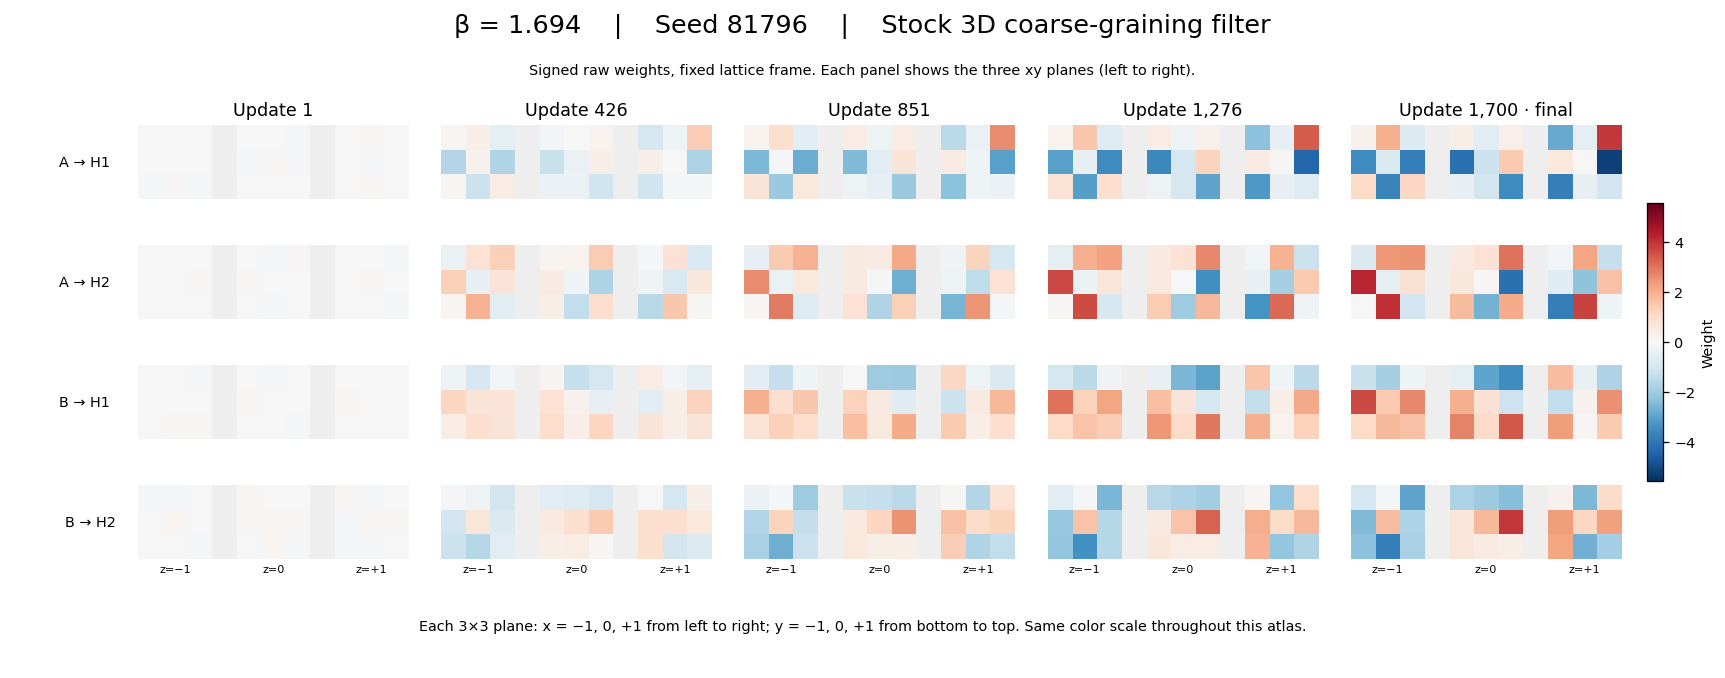 β = 1.694 | Seed 81796 | Stock 3D coarse-graining filter
Signed raw weights, fixed lattice frame. Each panel shows the three xy planes (left to right).
Update 1 Update 426 Update 851 Update 1,276 Update 1,700 · final
A → H1
A → H2
B → H1
B → H2
4
2
0
−2
−4
Weight
z=−1 z=0 z=+1 z=−1 z=0 z=+1 z=−1 z=0 z=+1 z=−1 z=0 z=+1 z=−1 z=0 z=+1
Each 3×3 plane: x = −1, 0, +1 from left to right; y = −1, 0, +1 from bottom to top. Same color scale throughout this atlas.